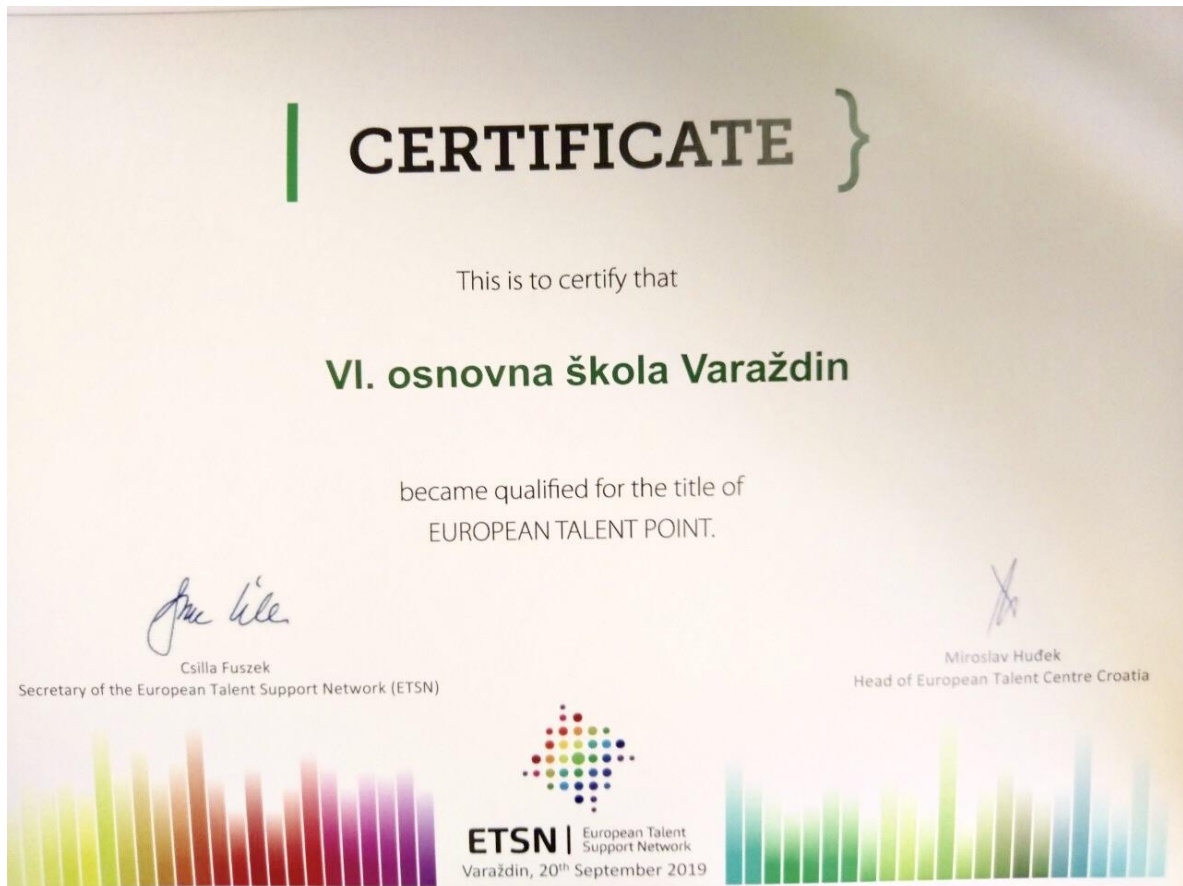 CERTIFICATE }
This is to certify that
VI. osnovna škola Varaždin
became qualified for the title of
EUROPEAN TALENT POINT.
Csilla Fuszek
Secretary of the European Talent Support Network (ETSN)
Miroslav Huđek
Head of European Talent Centre Croatia
ETSN | European Talent
Support Network
Varaždin, 20th September 2019